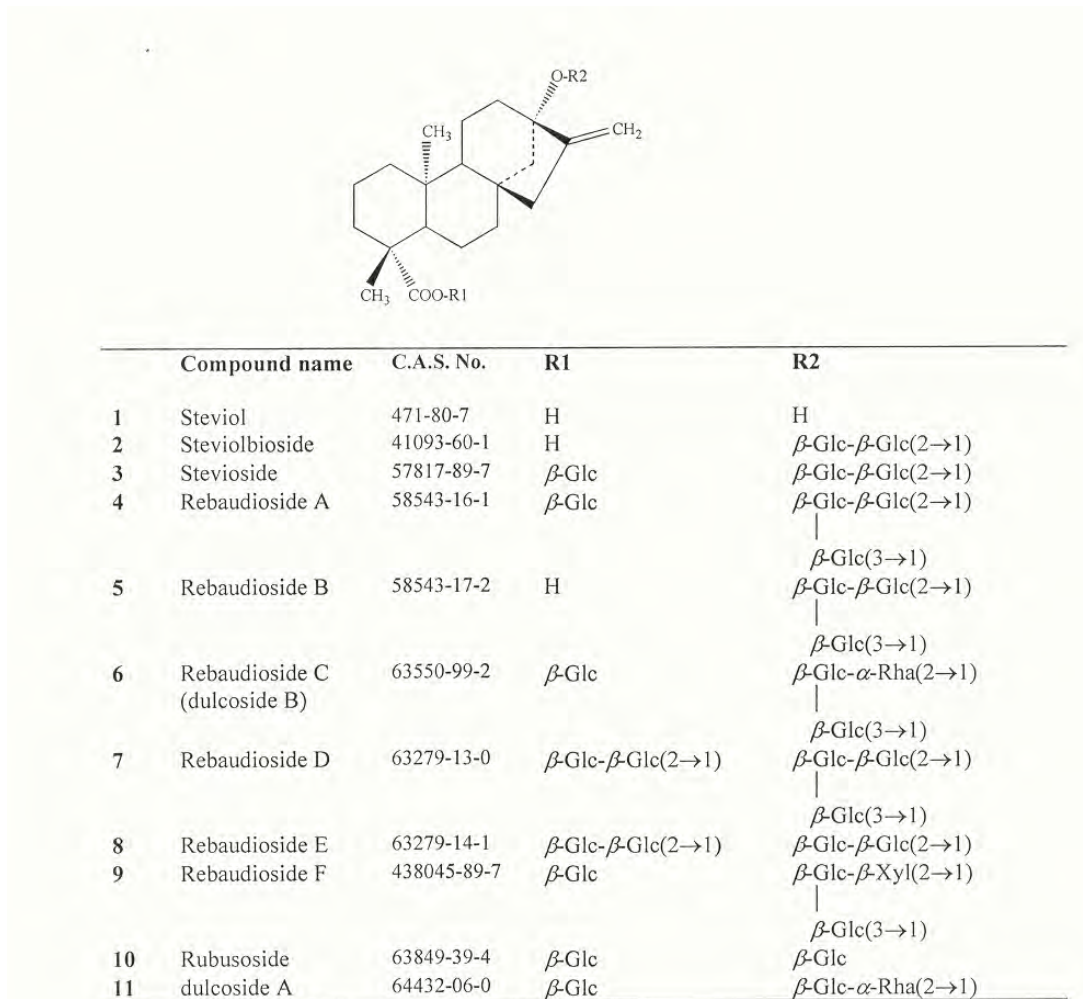 O-R2
CH₃
CH₂
CH₃ COO-R1
Compound name C.A.S. No. R1 R2
1 Steviol 471-80-7 H H
2 Steviolbioside 41093-60-1 H β-Glc-β-Glc(2→1)
3 Stevioside 57817-89-7 β-Glc β-Glc-β-Glc(2→1)
4 Rebaudioside A 58543-16-1 β-Glc β-Glc-β-Glc(2→1)
β-Glc(3→1)
5 Rebaudioside B 58543-17-2 H β-Glc-β-Glc(2→1)
β-Glc(3→1)
6 Rebaudioside C 63550-99-2 β-Glc β-Glc-α-Rha(2→1)
(dulcoside B)
β-Glc(3→1)
7 Rebaudioside D 63279-13-0 β-Glc-β-Glc(2→1) β-Glc-β-Glc(2→1)
β-Glc(3→1)
8 Rebaudioside E 63279-14-1 β-Glc-β-Glc(2→1) β-Glc-β-Glc(2→1)
9 Rebaudioside F 438045-89-7 β-Glc β-Glc-β-Xyl(2→1)
β-Glc(3→1)
10 Rubusoside 63849-39-4 β-Glc β-Glc
11 dulcoside A 64432-06-0 β-Glc β-Glc-α-Rha(2→1)